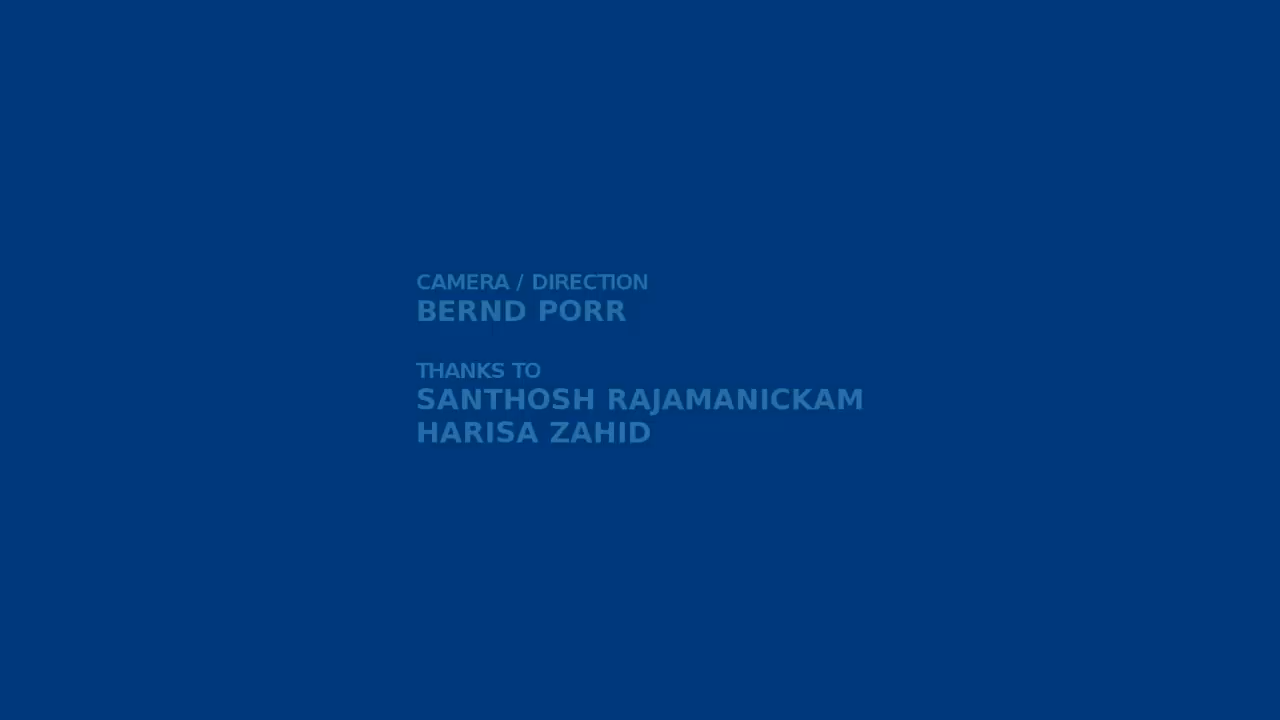 CAMERA / DIRECTION
BERND PORR
THANKS TO
SANTHOSH RAJAMANICKAM
HARISA ZAHID